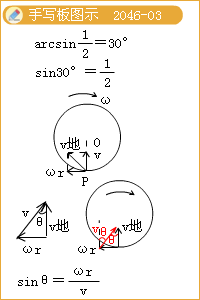 手写板图示 2046-03
arcsin1/2=30°
sin30°=1/2
ω
v地 O
v
ωr
P
v θ v地
ωr
v θ v地
ωr
sinθ=ωr/v